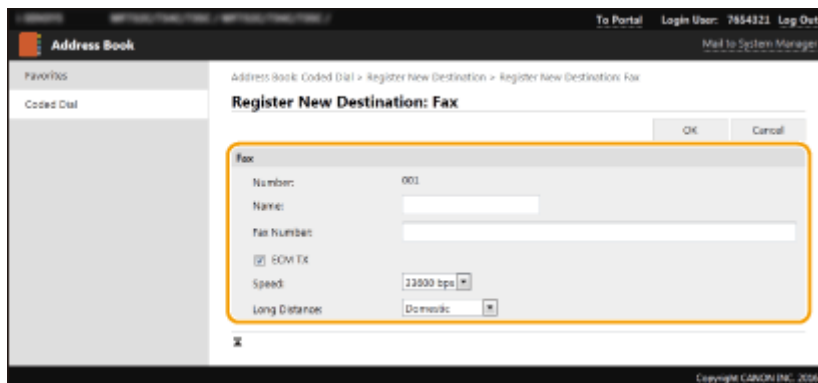 To Portal Login User: 7654321 Log Out
Address Book
Mail to System Manager
Favorites
Coded Dial
Address Book: Coded Dial > Register New Destination > Register New Destination: Fax
Register New Destination: Fax
OK Cancel
Fax
Number: 001
Name:
Fax Number:
ECM TX
Speed: 33600 bps
Long Distance: Domestic
Copyright CANON INC. 2016